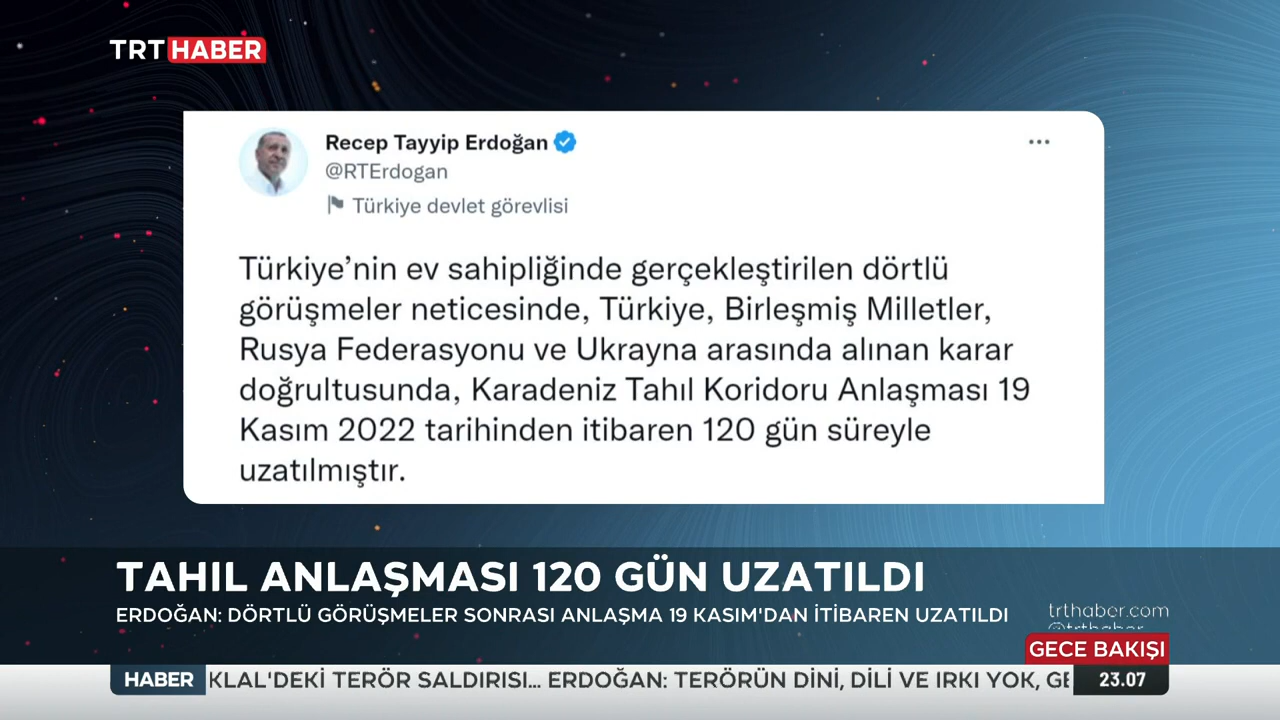 TRT HABER
Recep Tayyip Erdoğan
@RTErdogan
Türkiye devlet görevlisi
Türkiye’nin ev sahipliğinde gerçekleştirilen dörtlü
görüşmeler neticesinde, Türkiye, Birleşmiş Milletler,
Rusya Federasyonu ve Ukrayna arasında alınan karar
doğrultusunda, Karadeniz Tahıl Koridoru Anlaşması 19
Kasım 2022 tarihinden itibaren 120 gün süreyle
uzatılmıştır.
TAHIL ANLAŞMASI 120 GÜN UZATILDI
ERDOĞAN: DÖRTLÜ GÖRÜŞMELER SONRASI ANLAŞMA 19 KASIM'DAN İTİBAREN UZATILDI
trthaber.com
@trthaber
GECE BAKIŞI
HABER KLAL'DEKİ TERÖR SALDIRISI... ERDOĞAN: TERÖRÜN DİNİ, DİLİ VE IRKI YOK, 23.07